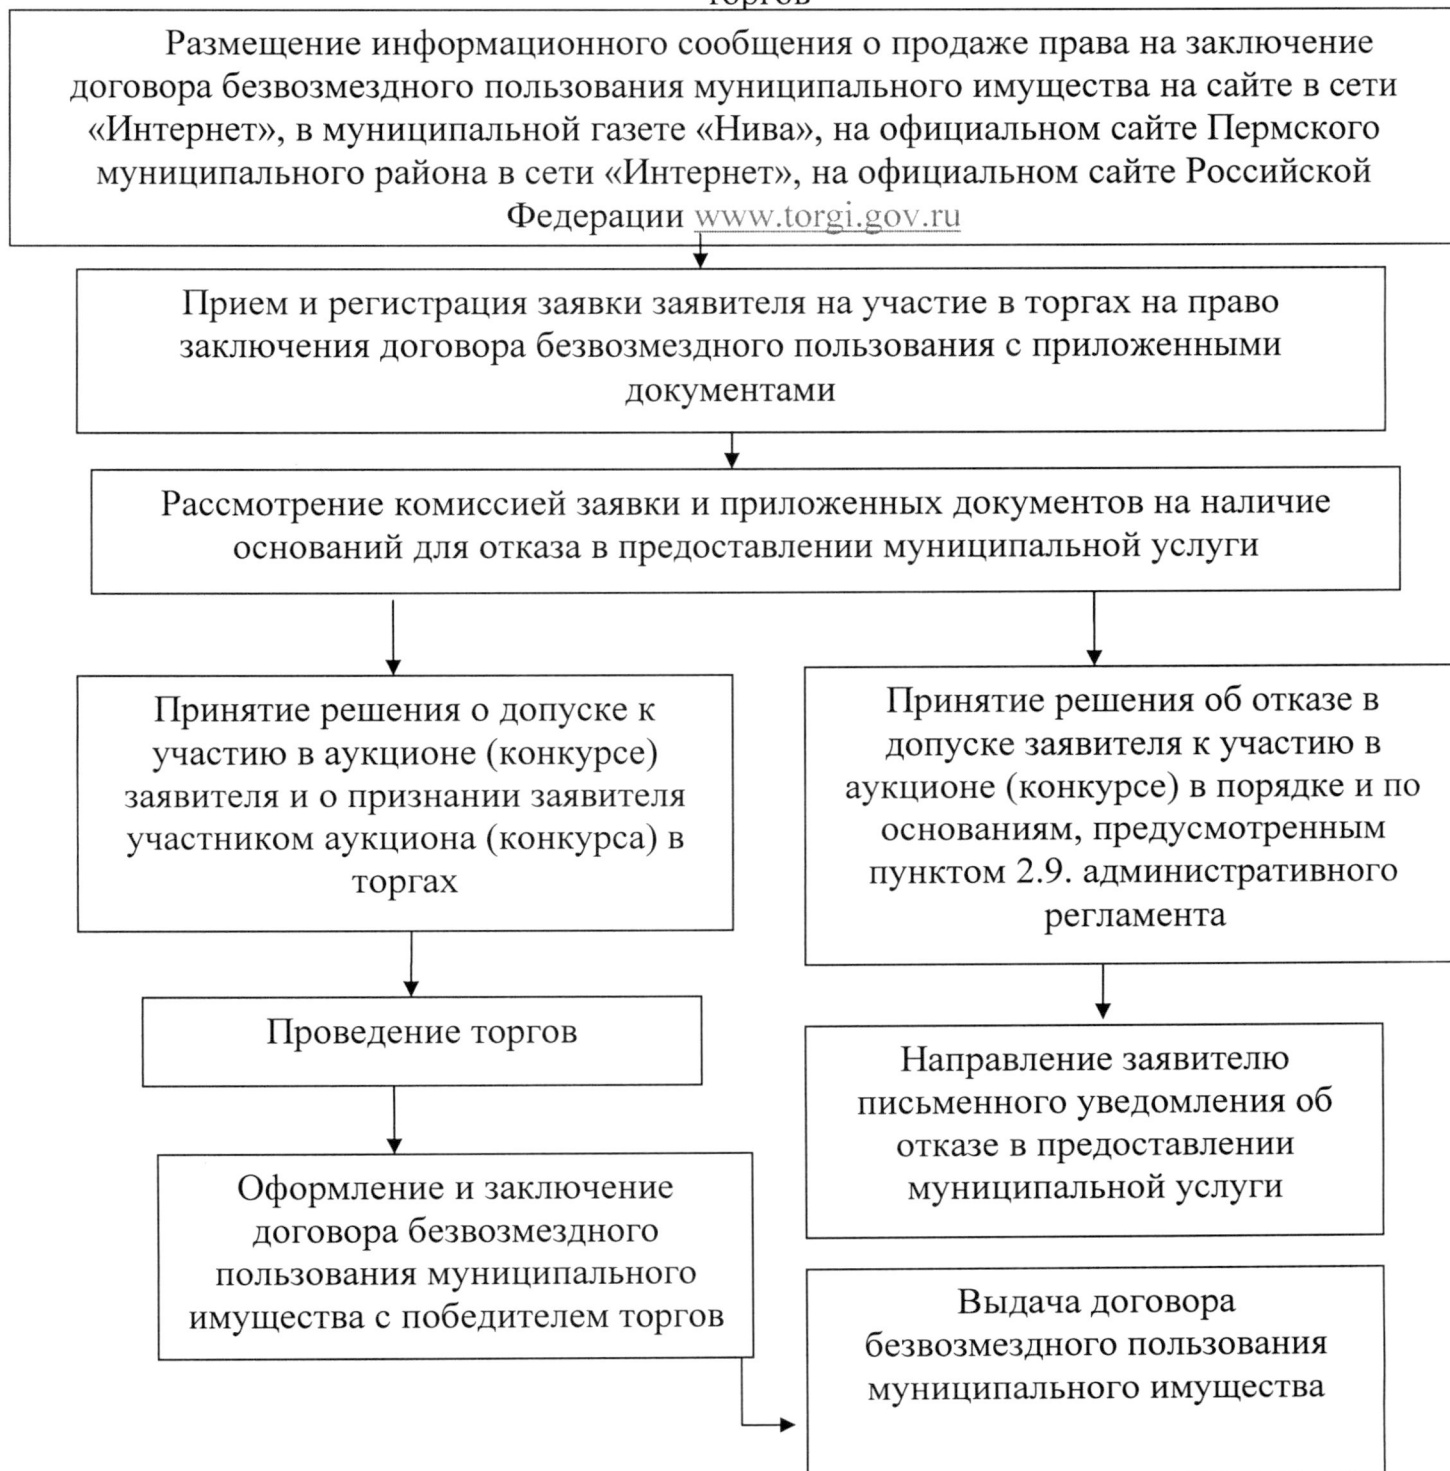 торгов
Размещение информационного сообщения о продаже права на заключение
договора безвозмездного пользования муниципального имущества на сайте в сети
«Интернет», в муниципальной газете «Нива», на официальном сайте Пермского
муниципального района в сети «Интернет», на официальном сайте Российской
Федерации www.torgi.gov.ru
Прием и регистрация заявки заявителя на участие в торгах на право
заключения договора безвозмездного пользования с приложенными
документами
Рассмотрение комиссией заявки и приложенных документов на наличие
оснований для отказа в предоставлении муниципальной услуги
Принятие решения о допуске к
участию в аукционе (конкурсе)
заявителя и о признании заявителя
участником аукциона (конкурса) в
торгах
Принятие решения об отказе в
допуске заявителя к участию в
аукционе (конкурсе) в порядке и по
основаниям, предусмотренным
пунктом 2.9. административного
регламента
Проведение торгов
Направление заявителю
письменного уведомления об
отказе в предоставлении
муниципальной услуги
Оформление и заключение
договора безвозмездного
пользования муниципального
имущества с победителем торгов
Выдача договора
безвозмездного пользования
муниципального имущества